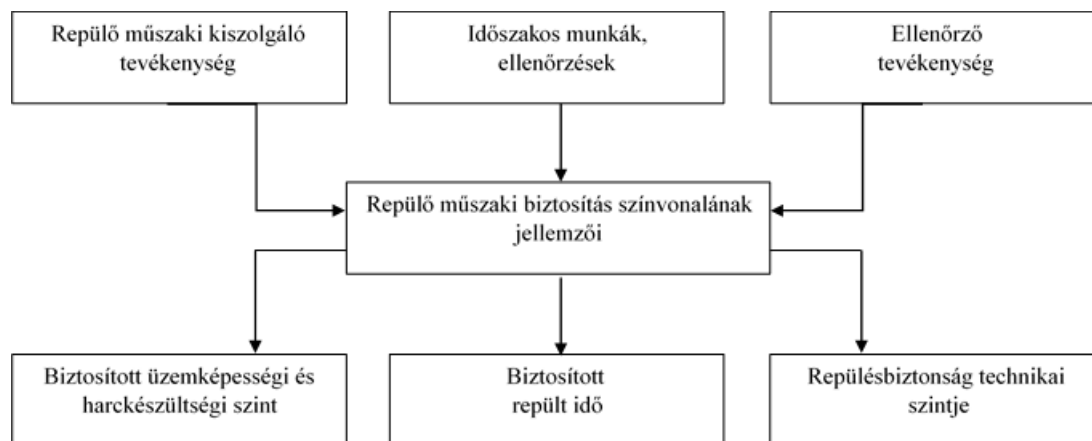 Repülő műszaki kiszolgáló
tevékenység
Időszakos munkák,
ellenőrzések
Ellenőrző
tevékenység
Repülő műszaki biztosítás színvonalának
jellemzői
Biztosított üzemképességi és
harckészültségi szint
Biztosított
repült idő
Repülésbiztonság technikai
szintje